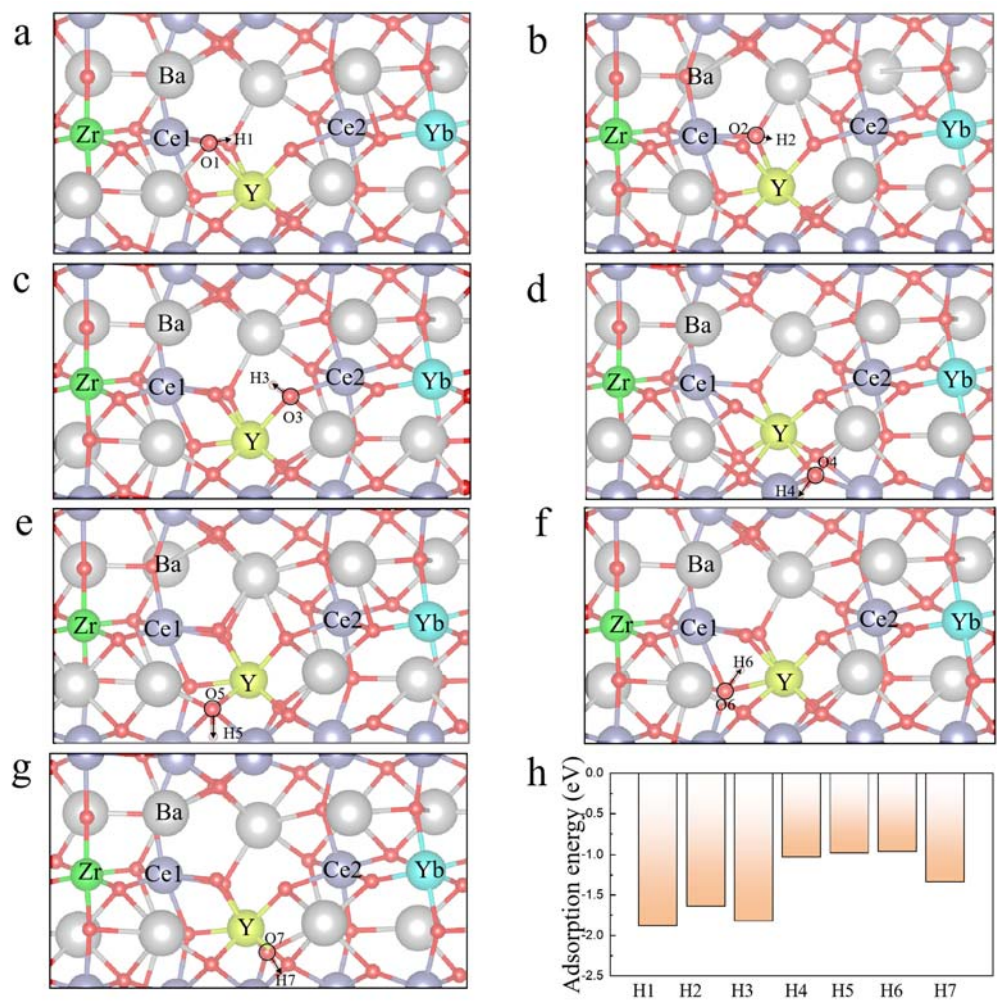 a
Ba
Zr
Ce1
H1
O1
Ce2
Yb
Y
b
Ba
Zr
Ce1
O2
H2
Ce2
Yb
Y
c
Ba
Zr
Ce1
H3
O3
Ce2
Yb
Y
d
Ba
Zr
Ce1
Ce2
Yb
Y
O4
H4
e
Ba
Zr
Ce1
Ce2
Yb
Y
O5
H5
f
Ba
Zr
Ce1
Ce2
Yb
H6
Y
O6
g
Ba
Zr
Ce1
Ce2
Yb
Y
O7
H7
h
Adsorption energy (eV)
0.0
-0.5
-1.0
-1.5
-2.0
-2.5
H1 H2 H3 H4 H5 H6 H7